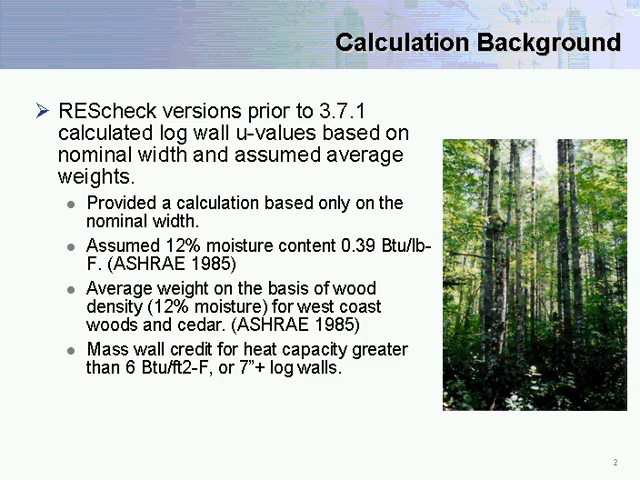 Calculation Background
REScheck versions prior to 3.7.1
calculated log wall u-values based on
nominal width and assumed average
weights.
Provided a calculation based only on the
nominal width.
Assumed 12% moisture content 0.39 Btu/lb-
F. (ASHRAE 1985)
Average weight on the basis of wood
density (12% moisture) for west coast
woods and cedar. (ASHRAE 1985)
Mass wall credit for heat capacity greater
than 6 Btu/ft2-F, or 7”+ log walls.
2